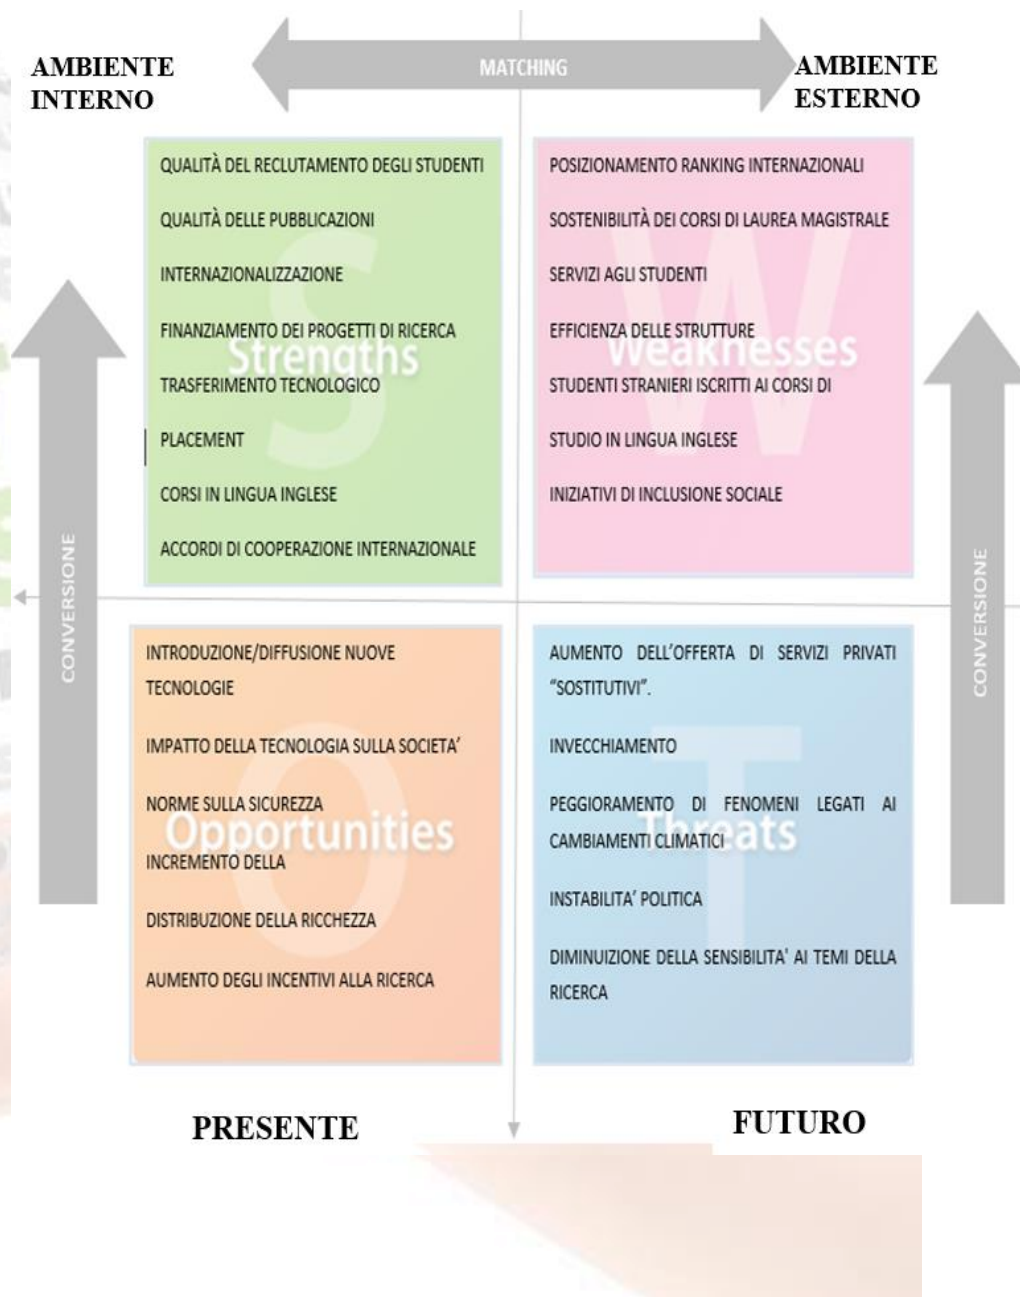 AMBIENTE
INTERNO
MATCHING
AMBIENTE
ESTERNO
QUALITÀ DEL RECLUTAMENTO DEGLI STUDENTI
QUALITÀ DELLE PUBBLICAZIONI
INTERNAZIONALIZZAZIONE
FINANZIAMENTO DEI PROGETTI DI RICERCA
Strengths
TRASFERIMENTO TECNOLOGICO
PLACEMENT
CORSI IN LINGUA INGLESE
ACCORDI DI COOPERAZIONE INTERNAZIONALE
S
POSIZIONAMENTO RANKING INTERNAZIONALI
SOSTENIBILITÀ DEI CORSI DI LAUREA MAGISTRALE
SERVIZI AGLI STUDENTI
EFFICIENZA DELLE STRUTTURE
Weaknesses
STUDENTI STRANIERI ISCRITTI AI CORSI DI
STUDIO IN LINGUA INGLESE
INIZIATIVI DI INCLUSIONE SOCIALE
W
CONVERSIONE
CONVERSIONE
INTRODUZIONE/DIFFUSIONE NUOVE
TECNOLOGIE
IMPATTO DELLA TECNOLOGIA SULLA SOCIETA'
NORME SULLA SICUREZZA
Opportunities
INCREMENTO DELLA
DISTRIBUZIONE DELLA RICCHEZZA
AUMENTO DEGLI INCENTIVI ALLA RICERCA
O
AUMENTO DELL'OFFERTA DI SERVIZI PRIVATI
"SOSTITUTIVI".
INVECCHIAMENTO
PEGGIORAMENTO DI FENOMENI LEGATI AI
CAMBIAMENTI CLIMATICI
Threats
INSTABILITA' POLITICA
DIMINUIZIONE DELLA SENSIBILITA' AI TEMI DELLA
RICERCA
T
PRESENTE
FUTURO